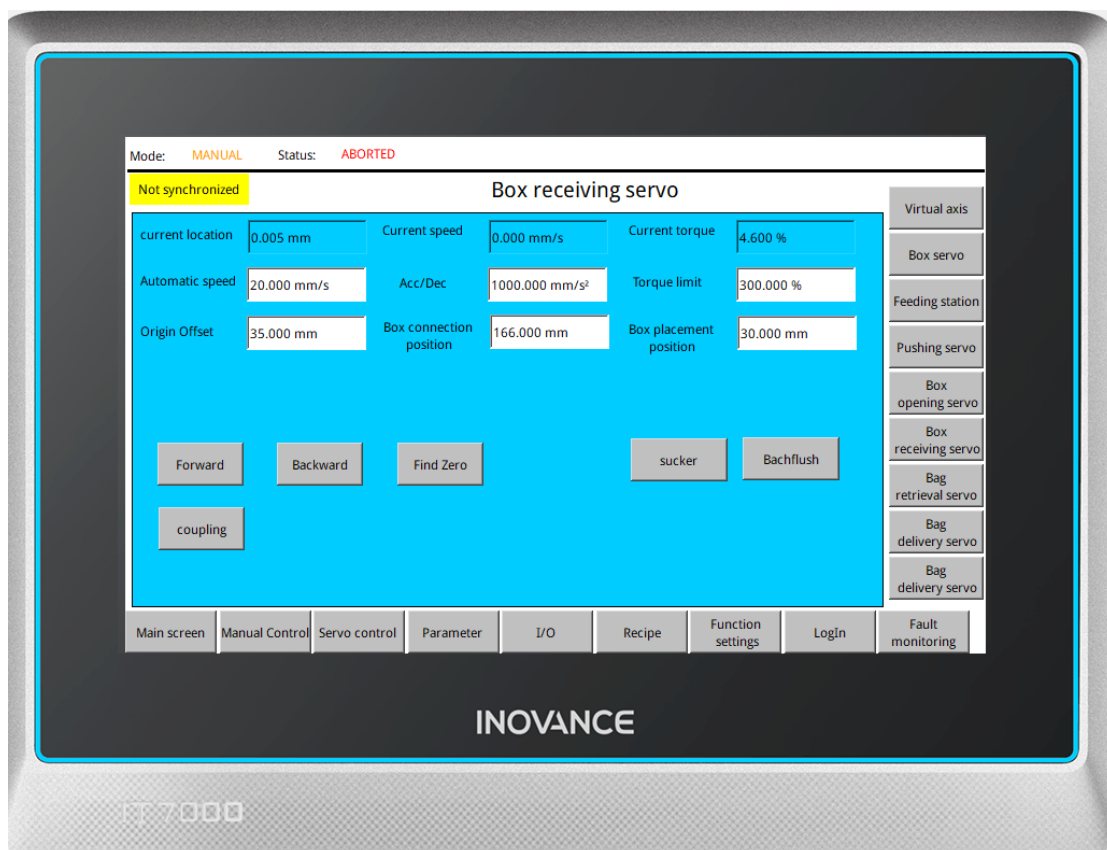 Mode: MANUAL Status: ABORTED
Not synchronized
Box receiving servo
current location 0.005 mm Current speed 0.000 mm/s Current torque 4.600 %
Automatic speed 20.000 mm/s Acc/Dec 1000.000 mm/s² Torque limit 300.000 %
Origin Offset 35.000 mm Box connection position 166.000 mm Box placement position 30.000 mm
Forward Backward Find Zero sucker Bachflush
coupling
Virtual axis
Box servo
Feeding station
Pushing servo
Box
opening servo
Box
receiving servo
Bag
retrieval servo
Bag
delivery servo
Bag
delivery servo
Main screen Manual Control Servo control Parameter I/O Recipe Function settings LogIn Fault monitoring
INOVANCE
IT7000